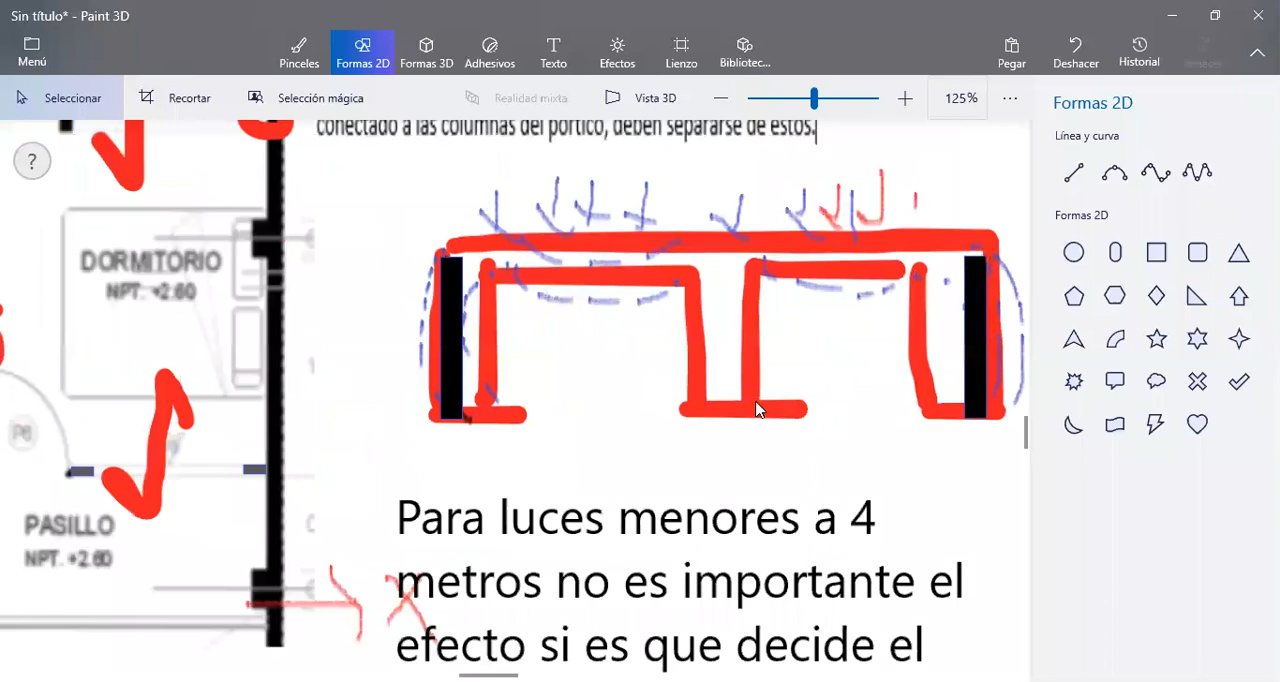 Sin título* - Paint 3D
Menú
Pinceles
Formas 2D
Formas 3D
Adhesivos
Texto
Efectos
Lienzo
Bibliotec...
Pegar
Deshacer
Historial
Seleccionar
Recortar
Selección mágica
Realidad mixta
Vista 3D
125%
Formas 2D
Línea y curva
Formas 2D
?
conectado a las columnas del pórtico, deben separarse de éstos.
DORMITORIO
NPT. +2.60
PASILLO
NPT. +2.60
X
Para luces menores a 4
metros no es importante el
efecto si es que decide el